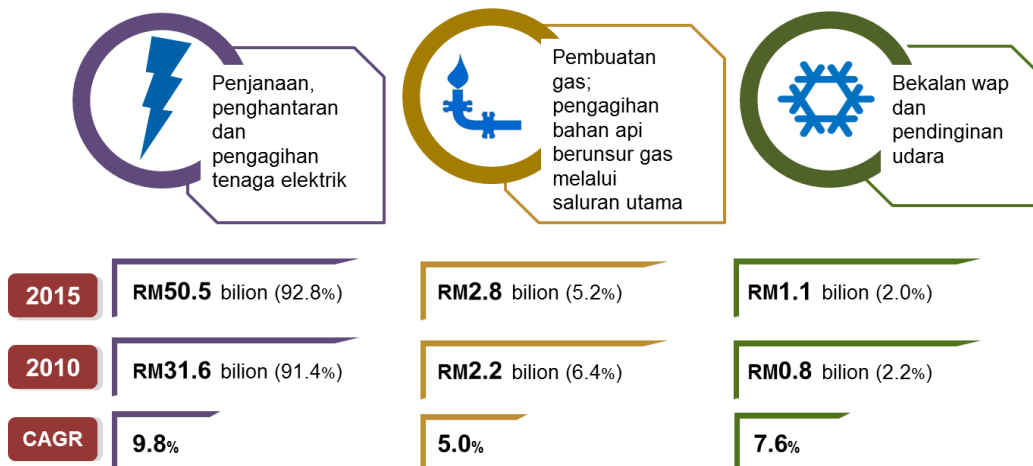 Penjanaan,
penghantaran
dan
pengagihan
tenaga elektrik
Pembuatan
gas;
pengagihan
bahan api
berunsur gas
melalui
saluran utama
Bekalan wap
dan
pendinginan
udara
2015
RM50.5 bilion (92.8%)
RM2.8 bilion (5.2%)
RM1.1 bilion (2.0%)
2010
RM31.6 bilion (91.4%)
RM2.2 bilion (6.4%)
RM0.8 bilion (2.2%)
CAGR
9.8%
5.0%
7.6%